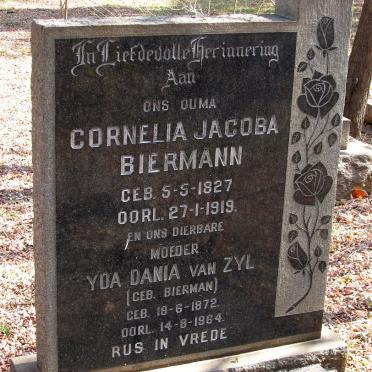 In Liefdevolle Herinnering
Aan
ONS OUMA
CORNELIA JACOBA
BIERMANN
GEB. 5-5-1827
OORL. 27-1-1919.
EN ONS DIERBARE
MOEDER
YDA DANIA VAN ZYL
(GEB. BIERMAN)
GEB. 18-6-1872.
OORL. 14-8-1964.
RUS IN VREDE